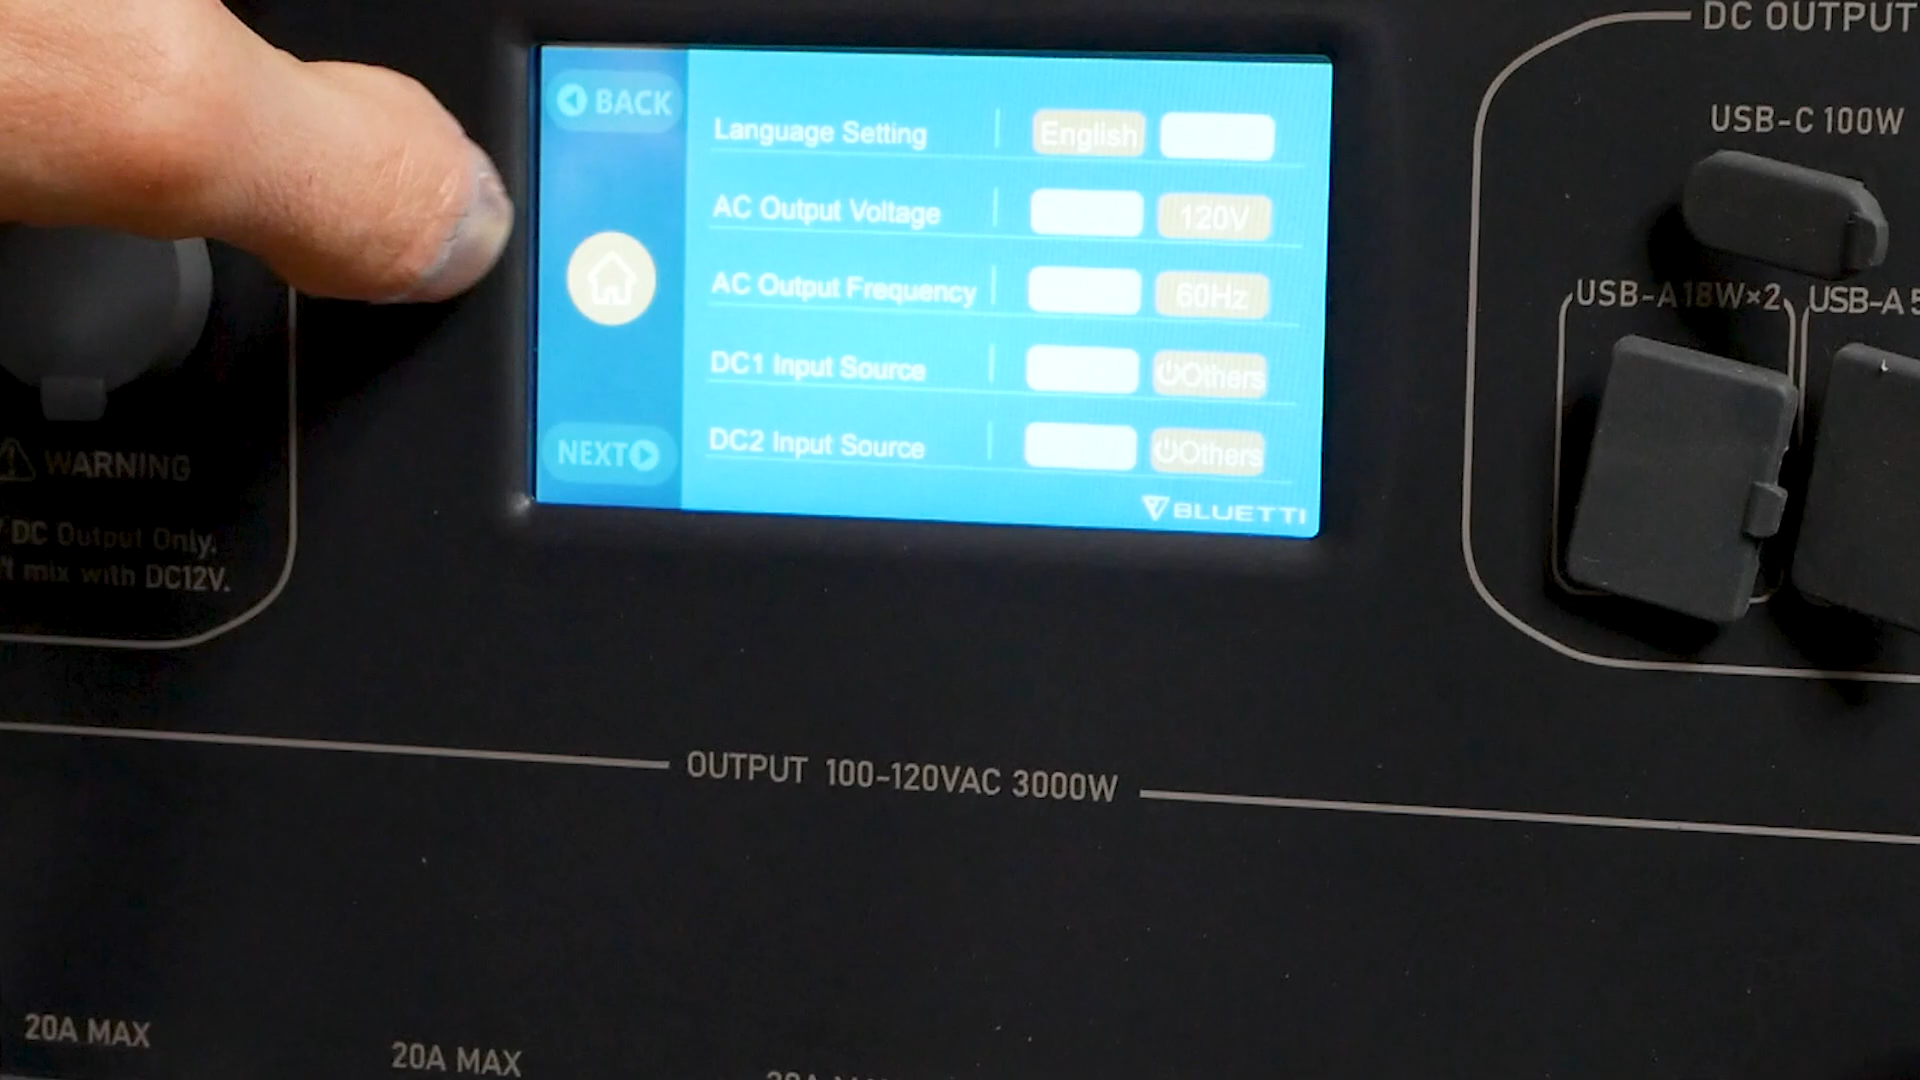 DC OUTPUT
USB-C 100W
USB-A 18W×2
USB-A 5
BACK
NEXT
Language Setting English
AC Output Voltage 120V
AC Output Frequency 60Hz
DC1 Input Source Others
DC2 Input Source Others
BLUETTI
WARNING
DC Output Only.
mix with DC12V.
OUTPUT 100-120VAC 3000W
20A MAX
20A MAX